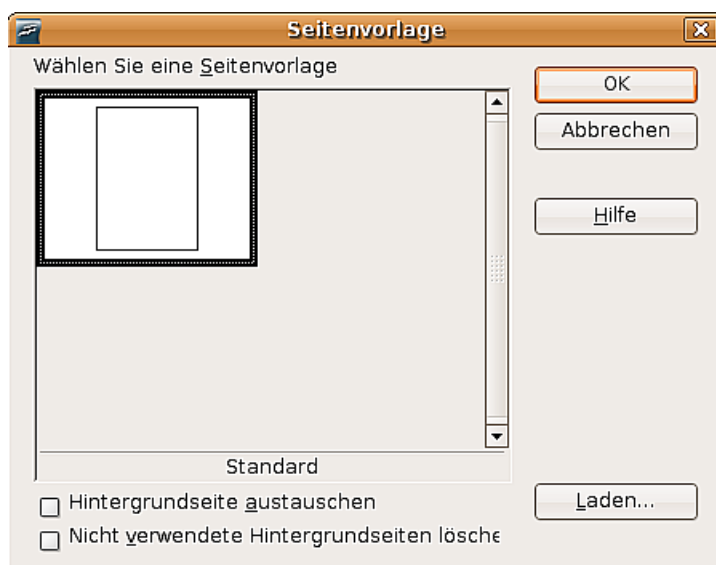 Seitenvorlage
Wählen Sie eine Seitenvorlage
OK
Abbrechen
Hilfe
Standard
Hintergrundseite austauschen
Laden...
Nicht verwendete Hintergrundseiten lösche